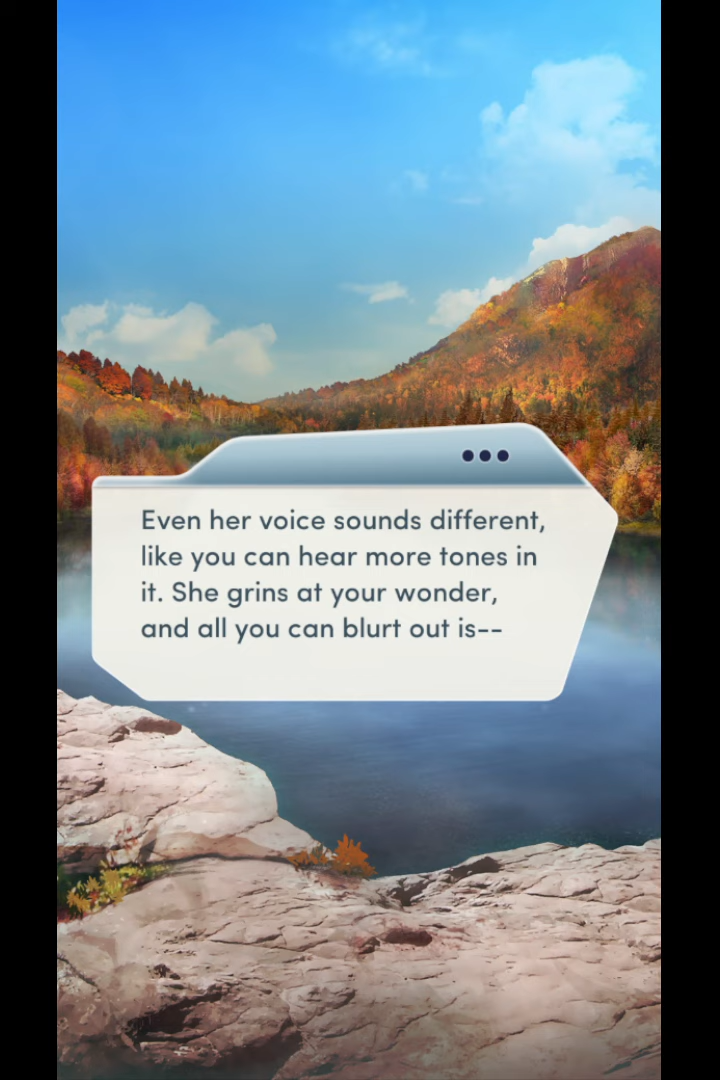 Even her voice sounds different,
like you can hear more tones in
it. She grins at your wonder,
and all you can blurt out is--